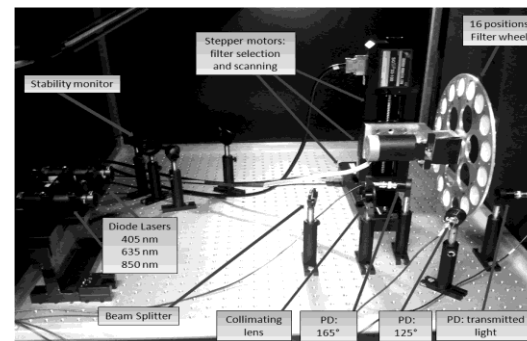 16 positions
Filter wheel
Stepper motors:
filter selection
and scanning
Stability monitor
Diode Lasers
405 nm
635 nm
850 nm
Beam Splitter
Collimating
lens
PD:
165°
PD:
125°
PD: transmitted
light